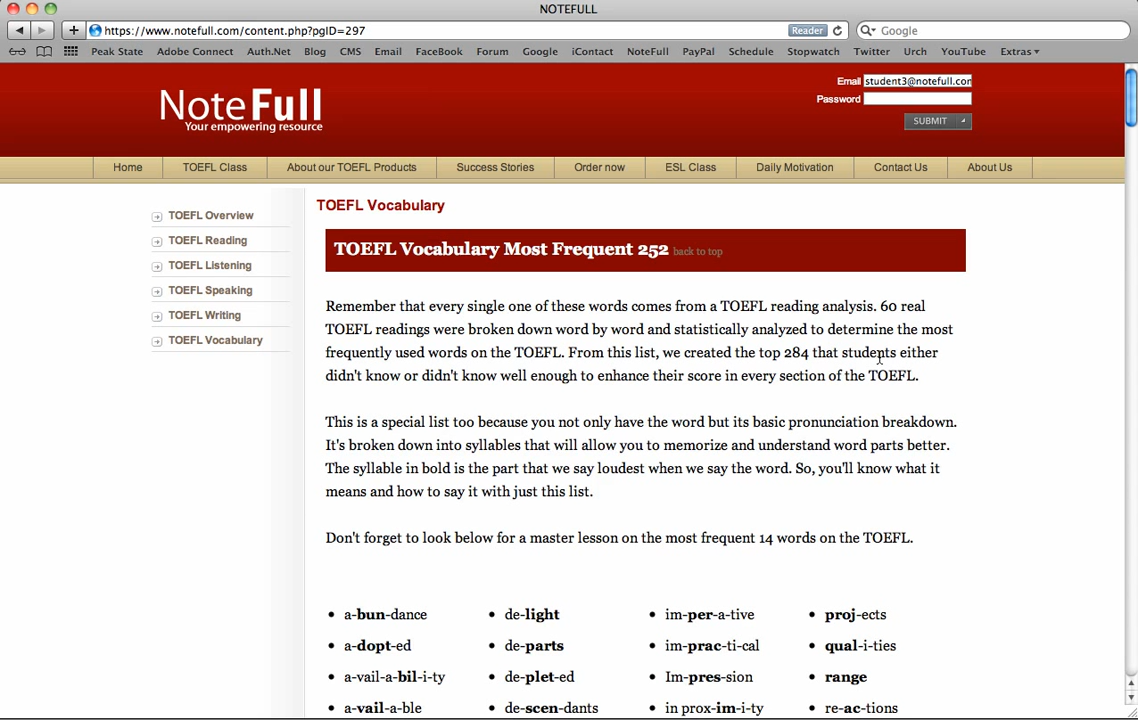 NOTEFULL
https://www.notefull.com/content.php?pgID=297
Reader
Google
Peak State Adobe Connect Auth.Net Blog CMS Email FaceBook Forum Google iContact NoteFull PayPal Schedule Stopwatch Twitter Urch YouTube Extras
Email student3@notefull.con
Password
SUBMIT
NoteFull
Your empowering resource
Home TOEFL Class About our TOEFL Products Success Stories Order now ESL Class Daily Motivation Contact Us About Us
TOEFL Overview
TOEFL Reading
TOEFL Listening
TOEFL Speaking
TOEFL Writing
TOEFL Vocabulary
TOEFL Vocabulary
TOEFL Vocabulary Most Frequent 252 back to top
Remember that every single one of these words comes from a TOEFL reading analysis. 60 real
TOEFL readings were broken down word by word and statistically analyzed to determine the most
frequently used words on the TOEFL. From this list, we created the top 284 that students either
didn't know or didn't know well enough to enhance their score in every section of the TOEFL.
This is a special list too because you not only have the word but its basic pronunciation breakdown.
It's broken down into syllables that will allow you to memorize and understand word parts better.
The syllable in bold is the part that we say loudest when we say the word. So, you'll know what it
means and how to say it with just this list.
Don't forget to look below for a master lesson on the most frequent 14 words on the TOEFL.
• a-bun-dance • de-light • im-per-a-tive • proj-ects
• a-dopt-ed • de-parts • im-prac-ti-cal • qual-i-ties
• a-vail-a-bil-i-ty • de-plet-ed • Im-pres-sion • range
• a-vail-a-ble • de-scen-dants • in prox-im-i-ty • re-ac-tions